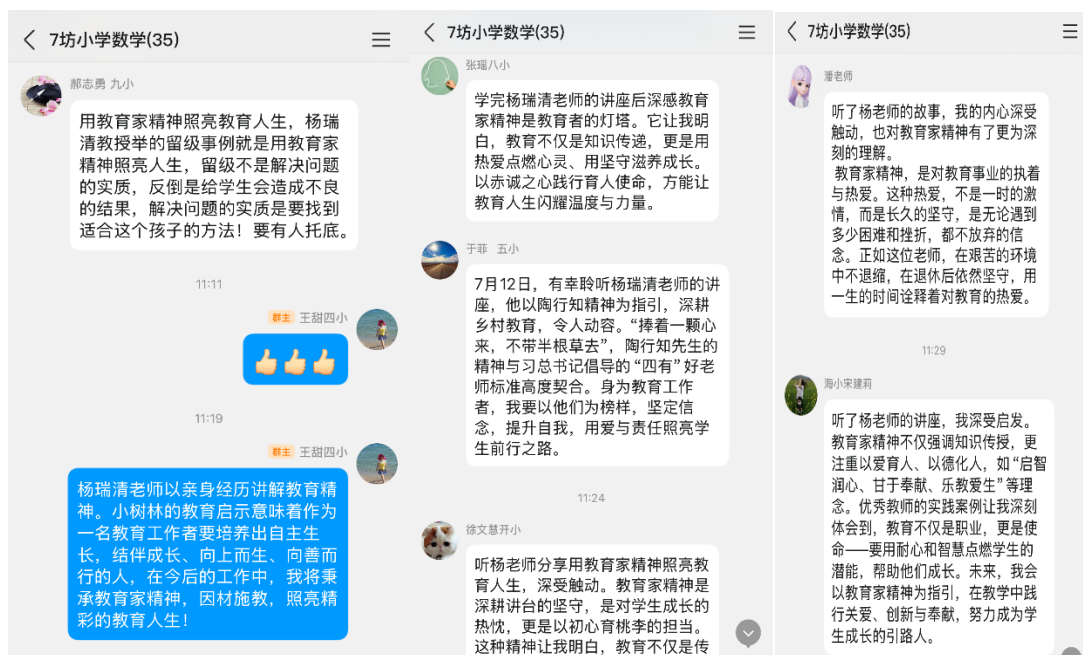 7坊小学数学(35)
郝志勇 九小
用教育家精神照亮教育人生，杨瑞
清教授举的留级事例就是用教育家
精神照亮人生，留级不是解决问题
的实质，反倒是给学生会造成不良
的结果，解决问题的实质是要找到
适合这个孩子的方法！要有人托底。
11:11
群主 王甜四小
11:19
群主 王甜四小
杨瑞清老师以亲身经历讲解教育精
神。小树林的教育启示意味着作为
一名教育工作者要培养出自主生
长，结伴成长、向上而生、向善而
行的人，在今后的工作中，我将秉
承教育家精神，因材施教，照亮精
彩的教育人生！
7坊小学数学(35)
张瑶八小
学完杨瑞清老师的讲座后深感教育
家精神是教育者的灯塔。它让我明
白，教育不仅是知识传递，更是用
热爱点燃心灵、用坚守滋养成长。
以赤诚之心践行育人使命，方能让
教育人生闪耀温度与力量。
于菲 五小
7月12日，有幸聆听杨瑞清老师的讲
座，他以陶行知精神为指引，深耕
乡村教育，令人动容。“捧着一颗心
来，不带半根草去”，陶行知先生的
精神与习总书记倡导的“四有”好老
师标准高度契合。身为教育工作
者，我要以他们为榜样，坚定信
念，提升自我，用爱与责任照亮学
生前行之路。
11:24
徐文慧开小
听杨老师分享用教育家精神照亮教
育人生，深受触动。教育家精神是
深耕讲台的坚守，是对学生成长的
热忱，更是以初心育桃李的担当。
这种精神让我明白，教育不仅是传
7坊小学数学(35)
潘老师
听了杨老师的故事，我的内心深受
触动，也对教育家精神有了更为深
刻的理解。
教育家精神，是对教育事业的执着
与热爱。这种热爱，不是一时的激
情，而是长久的坚守，是无论遇到
多少困难和挫折，都不放弃的信
念。正如这位老师，在艰苦的环境
中不退缩，在退休后依然坚守，用
一生的时间诠释着对教育的热爱。
11:29
海小宋建莉
听了杨老师的讲座，我深受启发。
教育家精神不仅强调知识传授，更
注重以爱育人、以德化人，如“启智
润心、甘于奉献、乐教爱生”等理
念。优秀教师的实践案例让我深刻
体会到，教育不仅是职业，更是使
命——要用耐心和智慧点燃学生的
潜能，帮助他们成长。未来，我会
以教育家精神为指引，在教学中践
行关爱、创新与奉献，努力成为学
生成长的引路人。